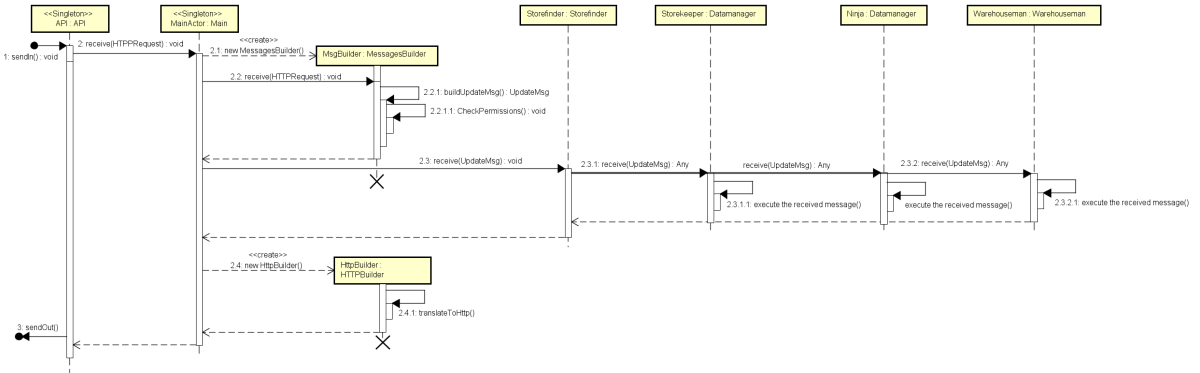 <<Singleton>>
API : API
<<Singleton>>
MainActor : Main
Storefinder : Storefinder
Storekeeper : Datamanager
Ninja : Datamanager
Warehouseman : Warehouseman
2: receive(HTPPRequest) : void
<<create>>
2.1: new MessagesBuilder()
1: sendIn() : void
MsgBuilder : MessagesBuilder
2.2: receive(HTTPRequest) : void
2.2.1: buildUpdateMsg() : UpdateMsg
2.2.1.1: CheckPermissions() : void
2.3: receive(UpdateMsg) : void
2.3.1: receive(UpdateMsg) : Any
receive(UpdateMsg) : Any
2.3.2: receive(UpdateMsg) : Any
2.3.1.1: execute the received message()
execute the received message()
2.3.2.1: execute the received message()
<<create>>
2.4: new HttpBuilder()
HttpBuilder :
HTTPBuilder
2.4.1: translateToHttp()
3: sendOut()